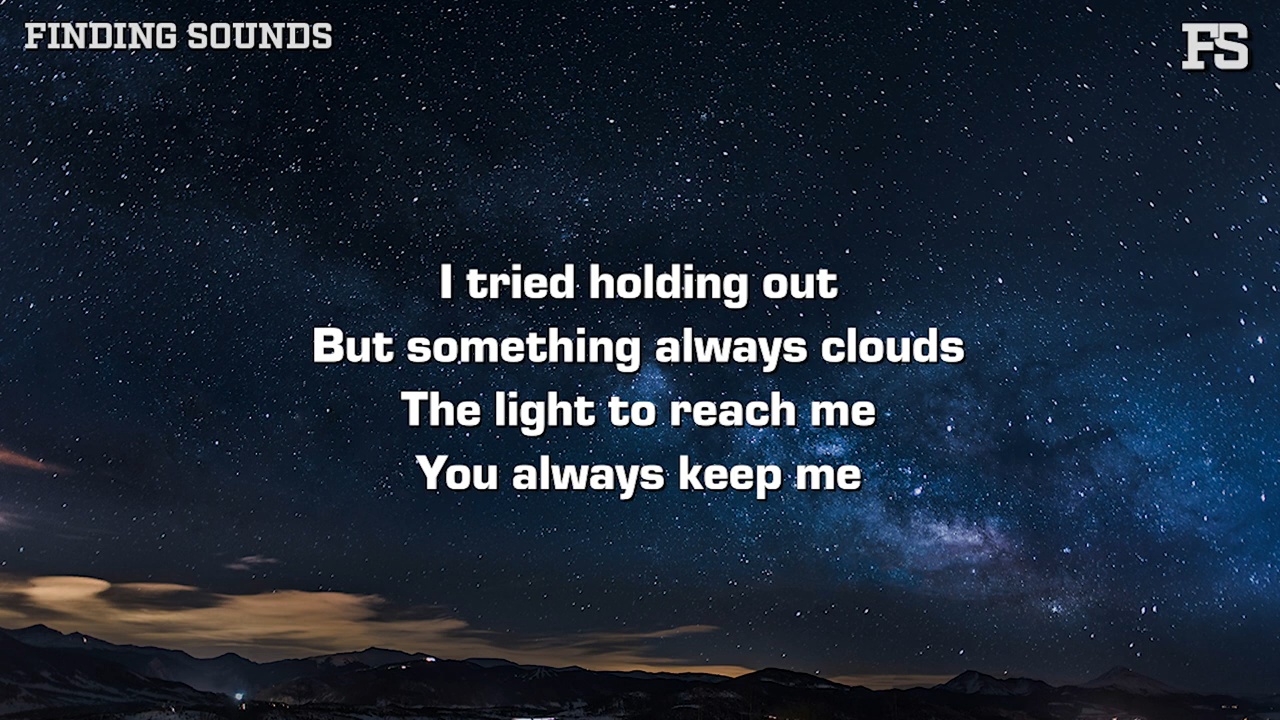 FINDING SOUNDS
FS
I tried holding out
But something always clouds
The light to reach me
You always keep me